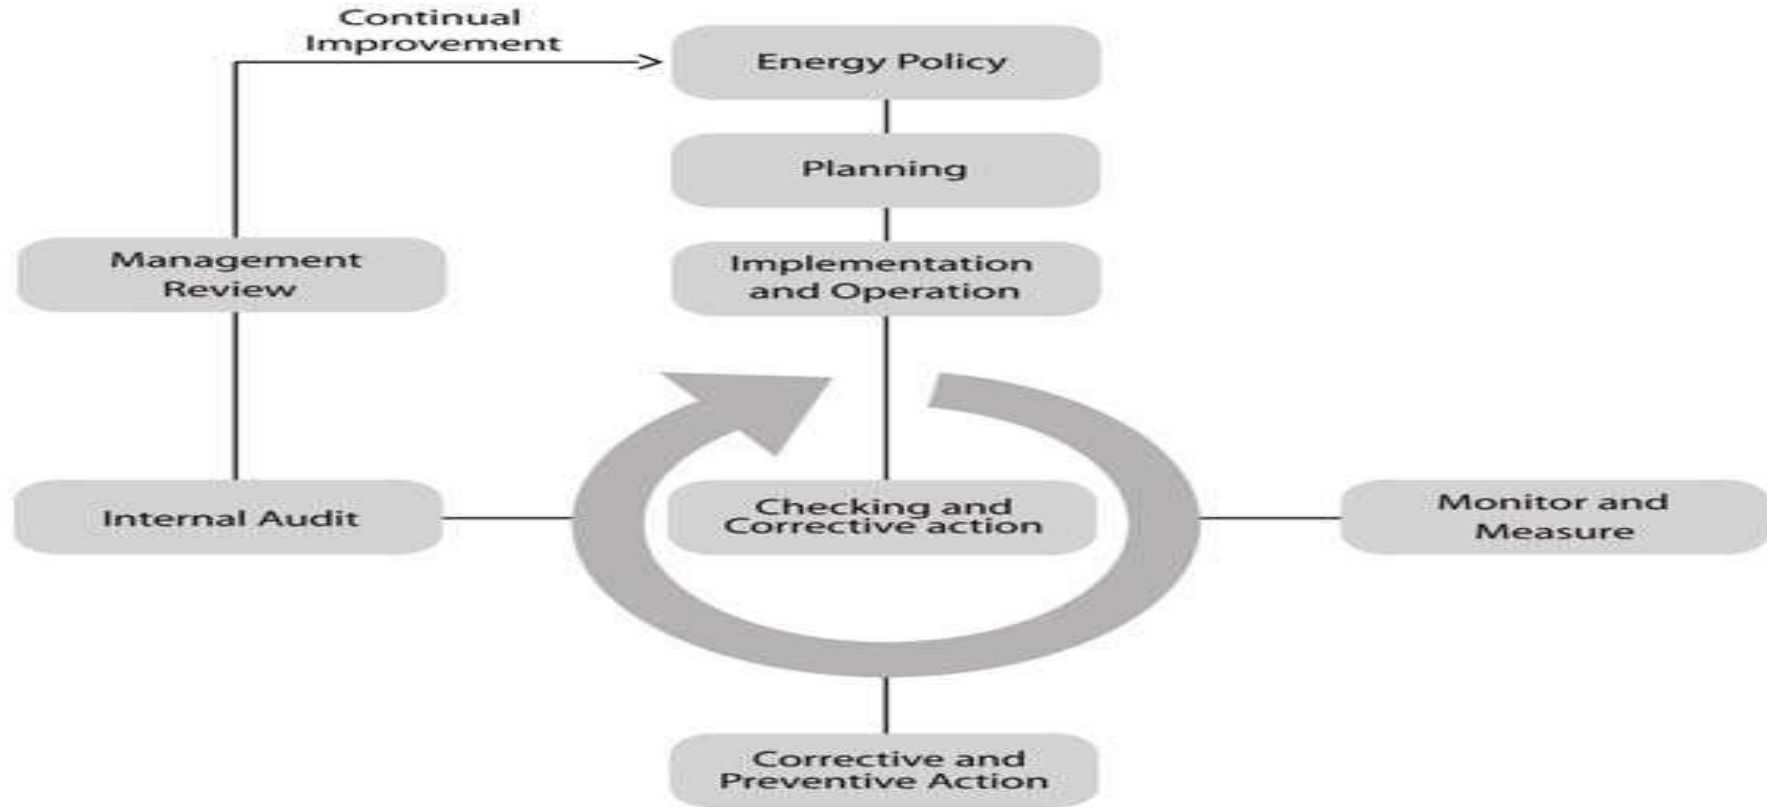 Continual
Improvement
Energy Policy
Planning
Management
Review
Implementation
and Operation
Internal Audit
Checking and
Corrective action
Monitor and
Measure
Corrective and
Preventive Action